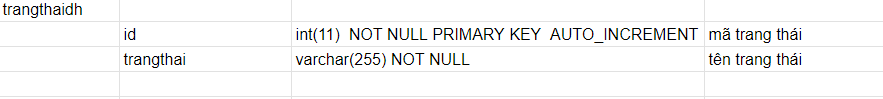 trangthaidh
id int(11) NOT NULL PRIMARY KEY AUTO_INCREMENT mã trang thái
trangthai varchar(255) NOT NULL tên trang thái